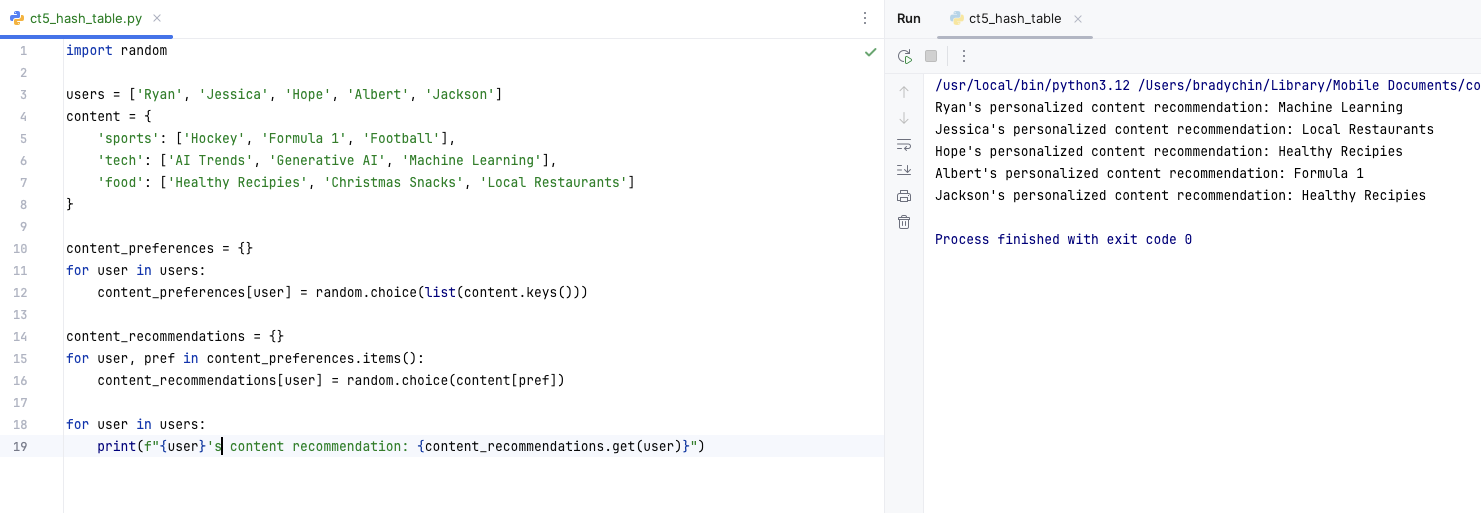 ct5_hash_table.py
1 import random
2
3 users = ['Ryan', 'Jessica', 'Hope', 'Albert', 'Jackson']
4 content = {
5     'sports': ['Hockey', 'Formula 1', 'Football'],
6     'tech': ['AI Trends', 'Generative AI', 'Machine Learning'],
7     'food': ['Healthy Recipies', 'Christmas Snacks', 'Local Restaurants']
8 }
9
10 content_preferences = {}
11 for user in users:
12     content_preferences[user] = random.choice(list(content.keys()))
13
14 content_recommendations = {}
15 for user, pref in content_preferences.items():
16     content_recommendations[user] = random.choice(content[pref])
17
18 for user in users:
19     print(f"{user}'s content recommendation: {content_recommendations.get(user)}")
Run ct5_hash_table
/usr/local/bin/python3.12 /Users/bradychin/Library/Mobile Documents/co
Ryan's personalized content recommendation: Machine Learning
Jessica's personalized content recommendation: Local Restaurants
Hope's personalized content recommendation: Healthy Recipies
Albert's personalized content recommendation: Formula 1
Jackson's personalized content recommendation: Healthy Recipies
Process finished with exit code 0